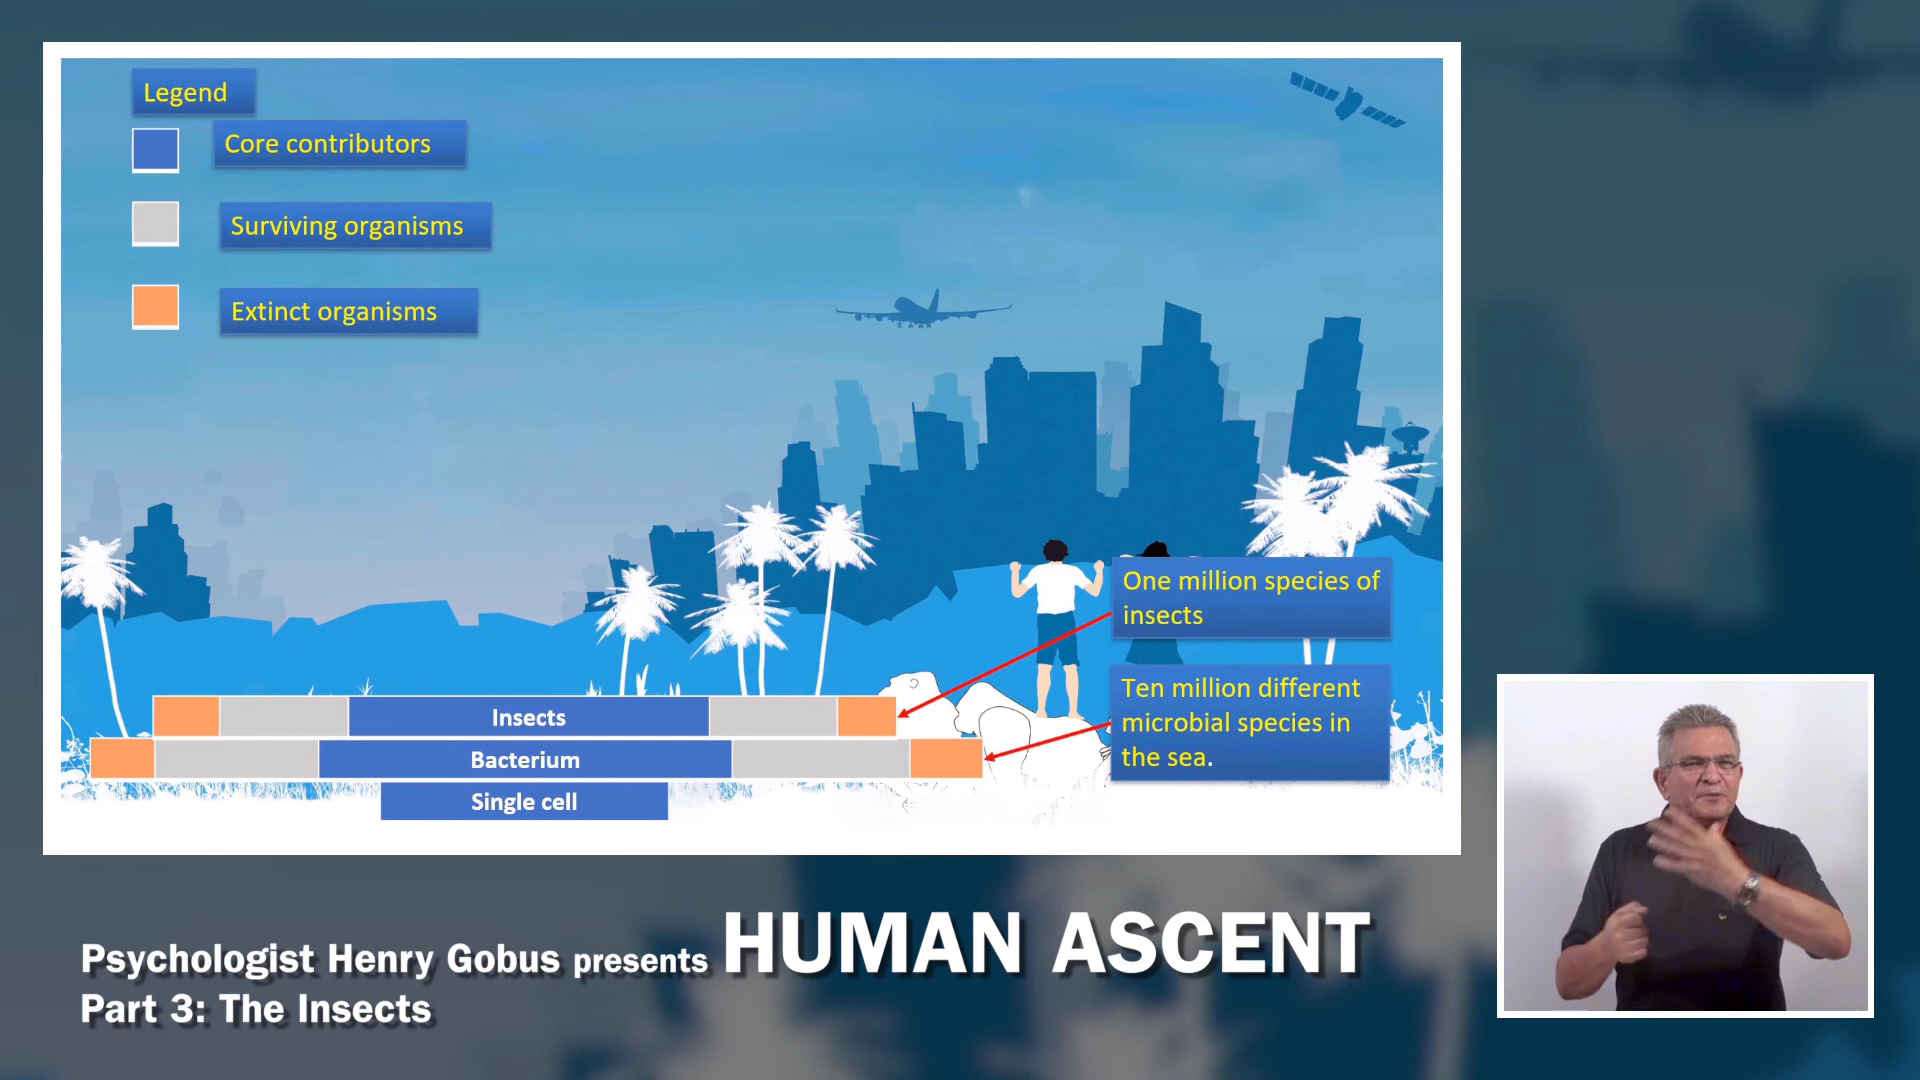 Legend
Core contributors
Surviving organisms
Extinct organisms
One million species of
insects
Ten million different
microbial species in
the sea.
Insects
Bacterium
Single cell
Psychologist Henry Gobus presents HUMAN ASCENT
Part 3: The Insects